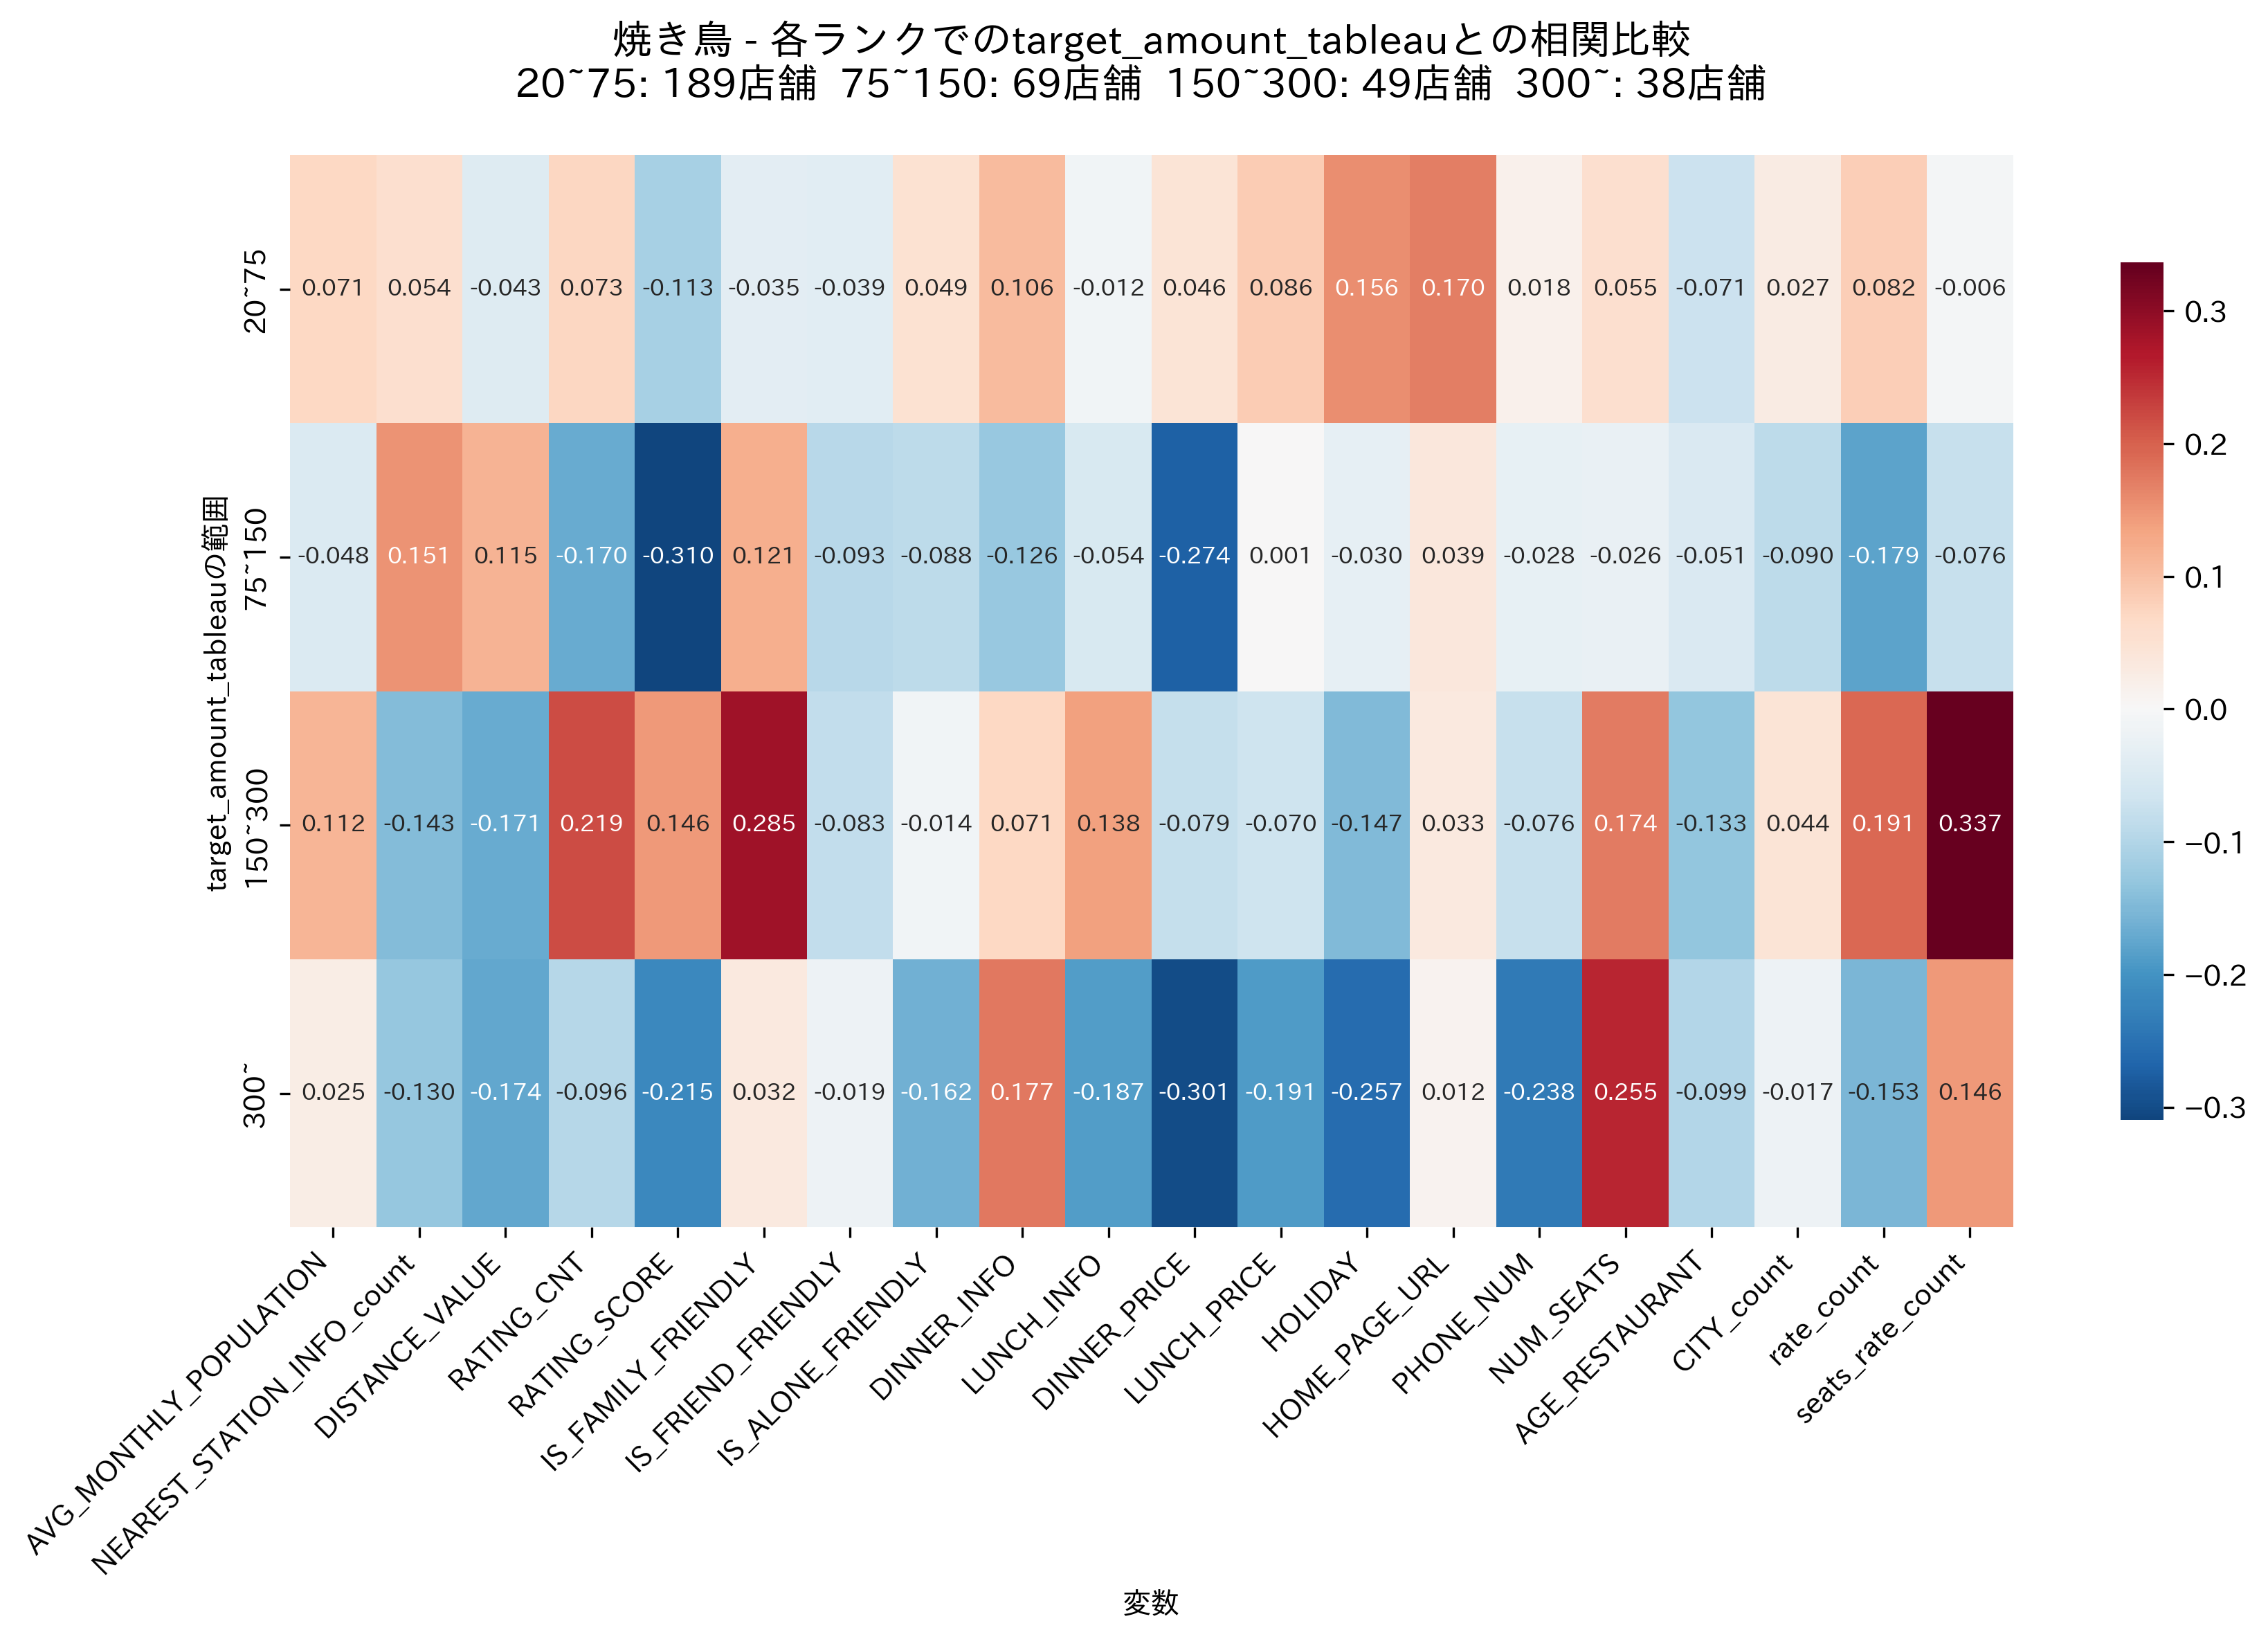 焼き鳥 - 各ランクでのtarget_amount_tableauとの相関比較
20~75: 189店舗  75~150: 69店舗  150~300: 49店舗  300~: 38店舗
target_amount_tableauの範囲
20~75
0.071 0.054 -0.043 0.073 -0.113 -0.035 -0.039 0.049 0.106 -0.012 0.046 0.086 0.156 0.170 0.018 0.055 -0.071 0.027 0.082 -0.006
75~150
-0.048 0.151 0.115 -0.170 -0.310 0.121 -0.093 -0.088 -0.126 -0.054 -0.274 0.001 -0.030 0.039 -0.028 -0.026 -0.051 -0.090 -0.179 -0.076
150~300
0.112 -0.143 -0.171 0.219 0.146 0.285 -0.083 -0.014 0.071 0.138 -0.079 -0.070 -0.147 0.033 -0.076 0.174 -0.133 0.044 0.191 0.337
300~
0.025 -0.130 -0.174 -0.096 -0.215 0.032 -0.019 -0.162 0.177 -0.187 -0.301 -0.191 -0.257 0.012 -0.238 0.255 -0.099 -0.017 -0.153 0.146
AVG_MONTHLY_POPULATION
NEAREST_STATION_INFO_count
DISTANCE_VALUE
RATING_CNT
RATING_SCORE
IS_FAMILY_FRIENDLY
IS_FRIEND_FRIENDLY
IS_ALONE_FRIENDLY
DINNER_INFO
LUNCH_INFO
DINNER_PRICE
LUNCH_PRICE
HOLIDAY
HOME_PAGE_URL
PHONE_NUM
NUM_SEATS
AGE_RESTAURANT
CITY_count
rate_count
seats_rate_count
変数
0.3
0.2
0.1
0.0
−0.1
−0.2
−0.3